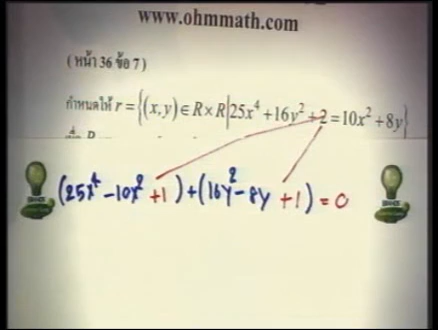 www.ohmmath.com
(หน้า 36 ข้อ 7)
กำหนดให้ r = {(x, y) ∈ R × R | 25x⁴ + 16y² + 2 = 10x² + 8y}
(25x⁴ − 10x² + 1) + (16y² − 8y + 1) = 0